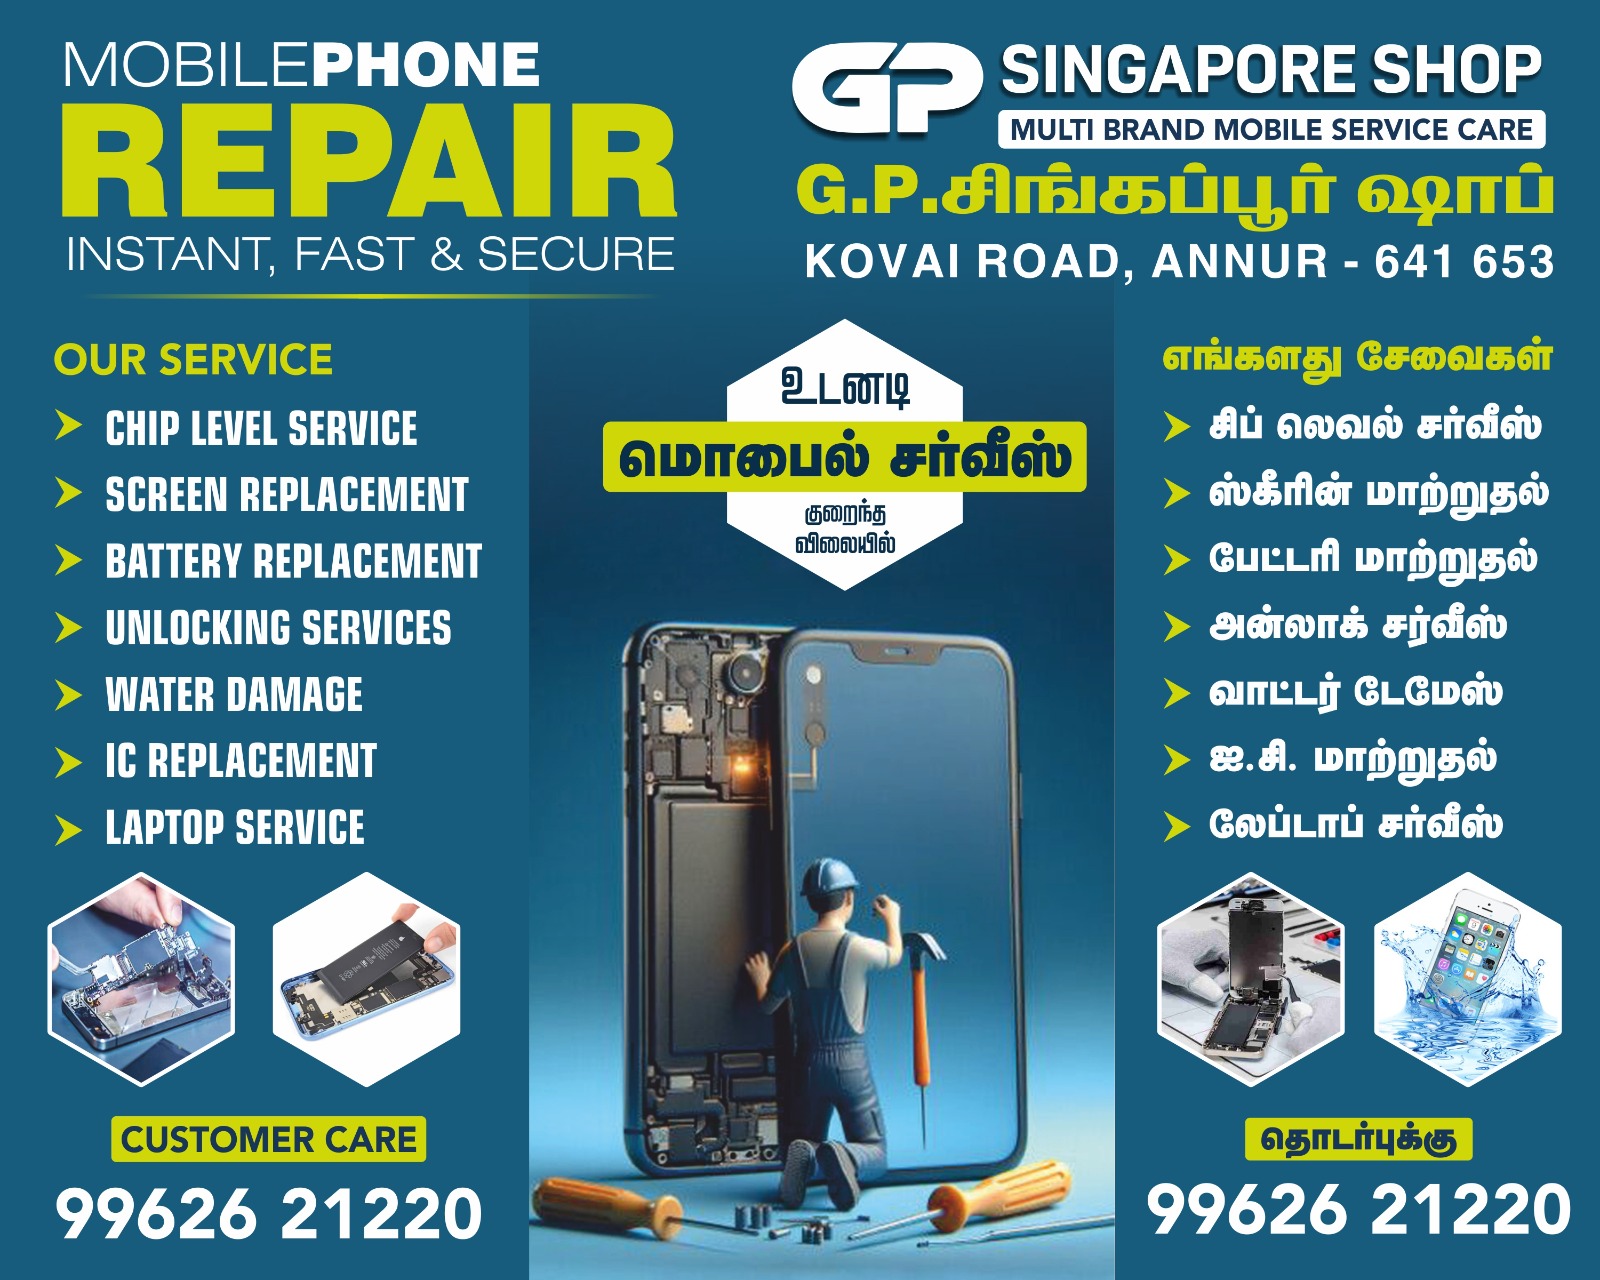 MOBILEPHONE
REPAIR
INSTANT, FAST & SECURE
GP SINGAPORE SHOP
MULTI BRAND MOBILE SERVICE CARE
G.P.சிங்கப்பூர் ஷாப்
KOVAI ROAD, ANNUR - 641 653
OUR SERVICE
CHIP LEVEL SERVICE
SCREEN REPLACEMENT
BATTERY REPLACEMENT
UNLOCKING SERVICES
WATER DAMAGE
IC REPLACEMENT
LAPTOP SERVICE
உடனடி
மொபைல் சர்வீஸ்
குறைந்த
விலையில்
எங்களது சேவைகள்
சிப் லெவல் சர்வீஸ்
ஸ்கீரின் மாற்றுதல்
பேட்டரி மாற்றுதல்
அன்லாக் சர்வீஸ்
வாட்டர் டேமேஸ்
ஐ.சி. மாற்றுதல்
லேப்டாப் சர்வீஸ்
CUSTOMER CARE
99626 21220
தொடர்புக்கு
99626 21220